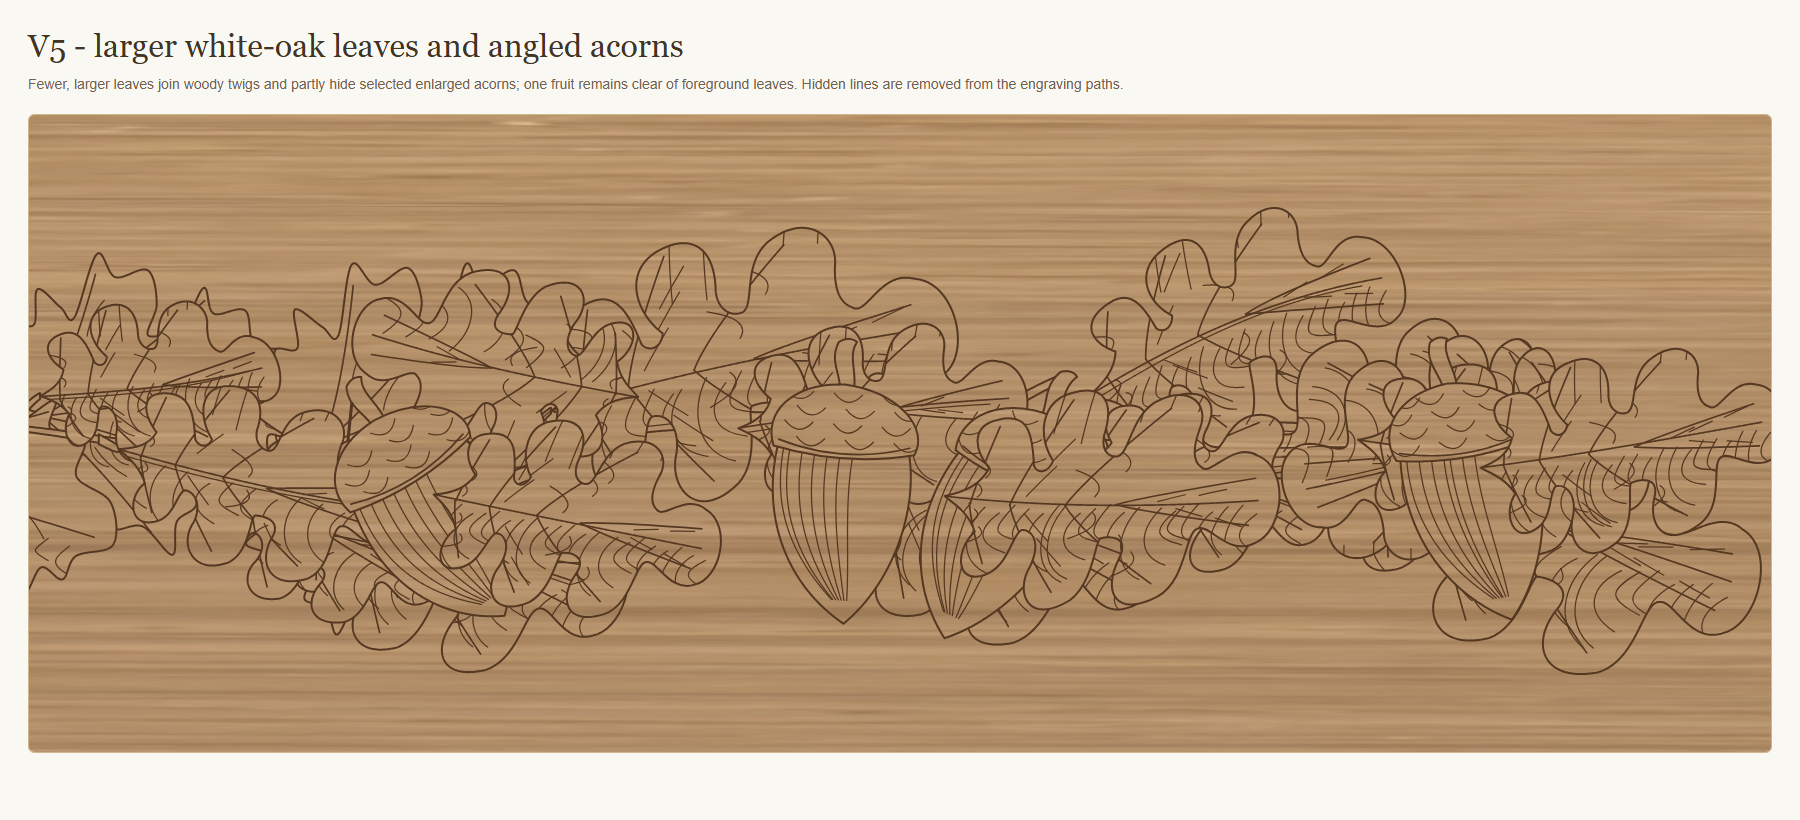 V5 - larger white-oak leaves and angled acorns
Fewer, larger leaves join woody twigs and partly hide selected enlarged acorns; one fruit remains clear of foreground leaves. Hidden lines are removed from the engraving paths.